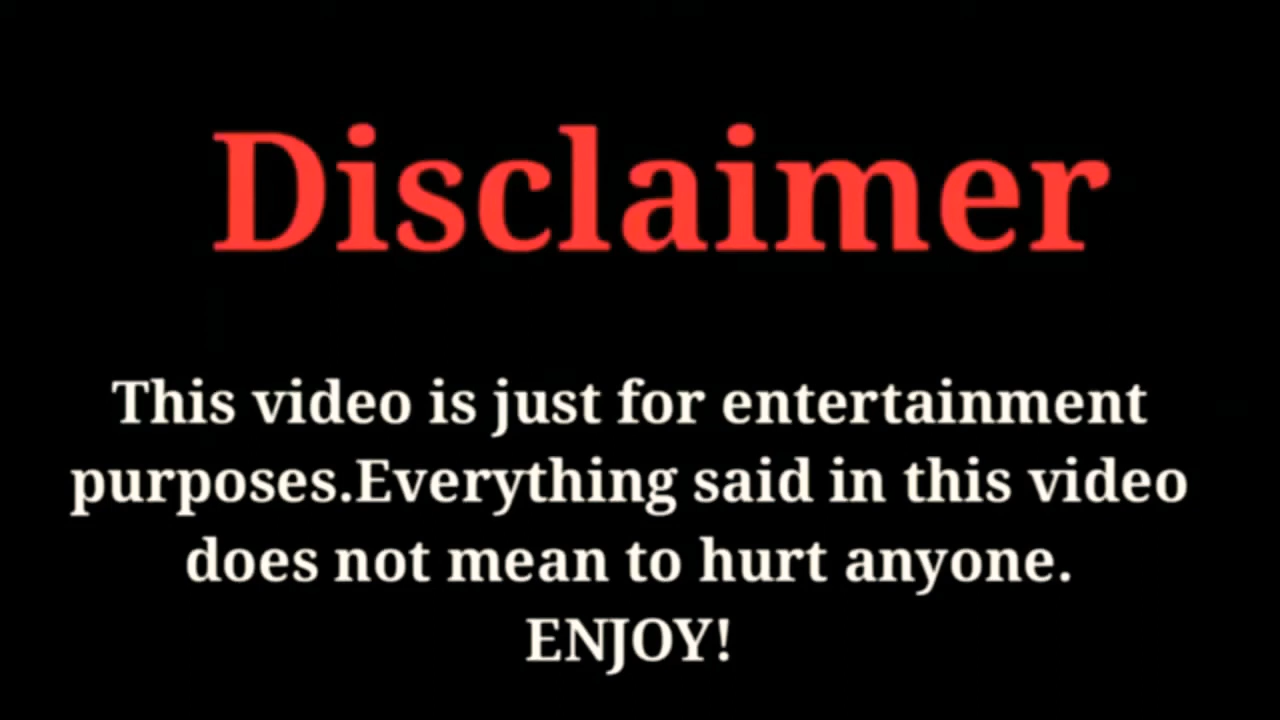 Disclaimer
This video is just for entertainment
purposes.Everything said in this video
does not mean to hurt anyone.
ENJOY!